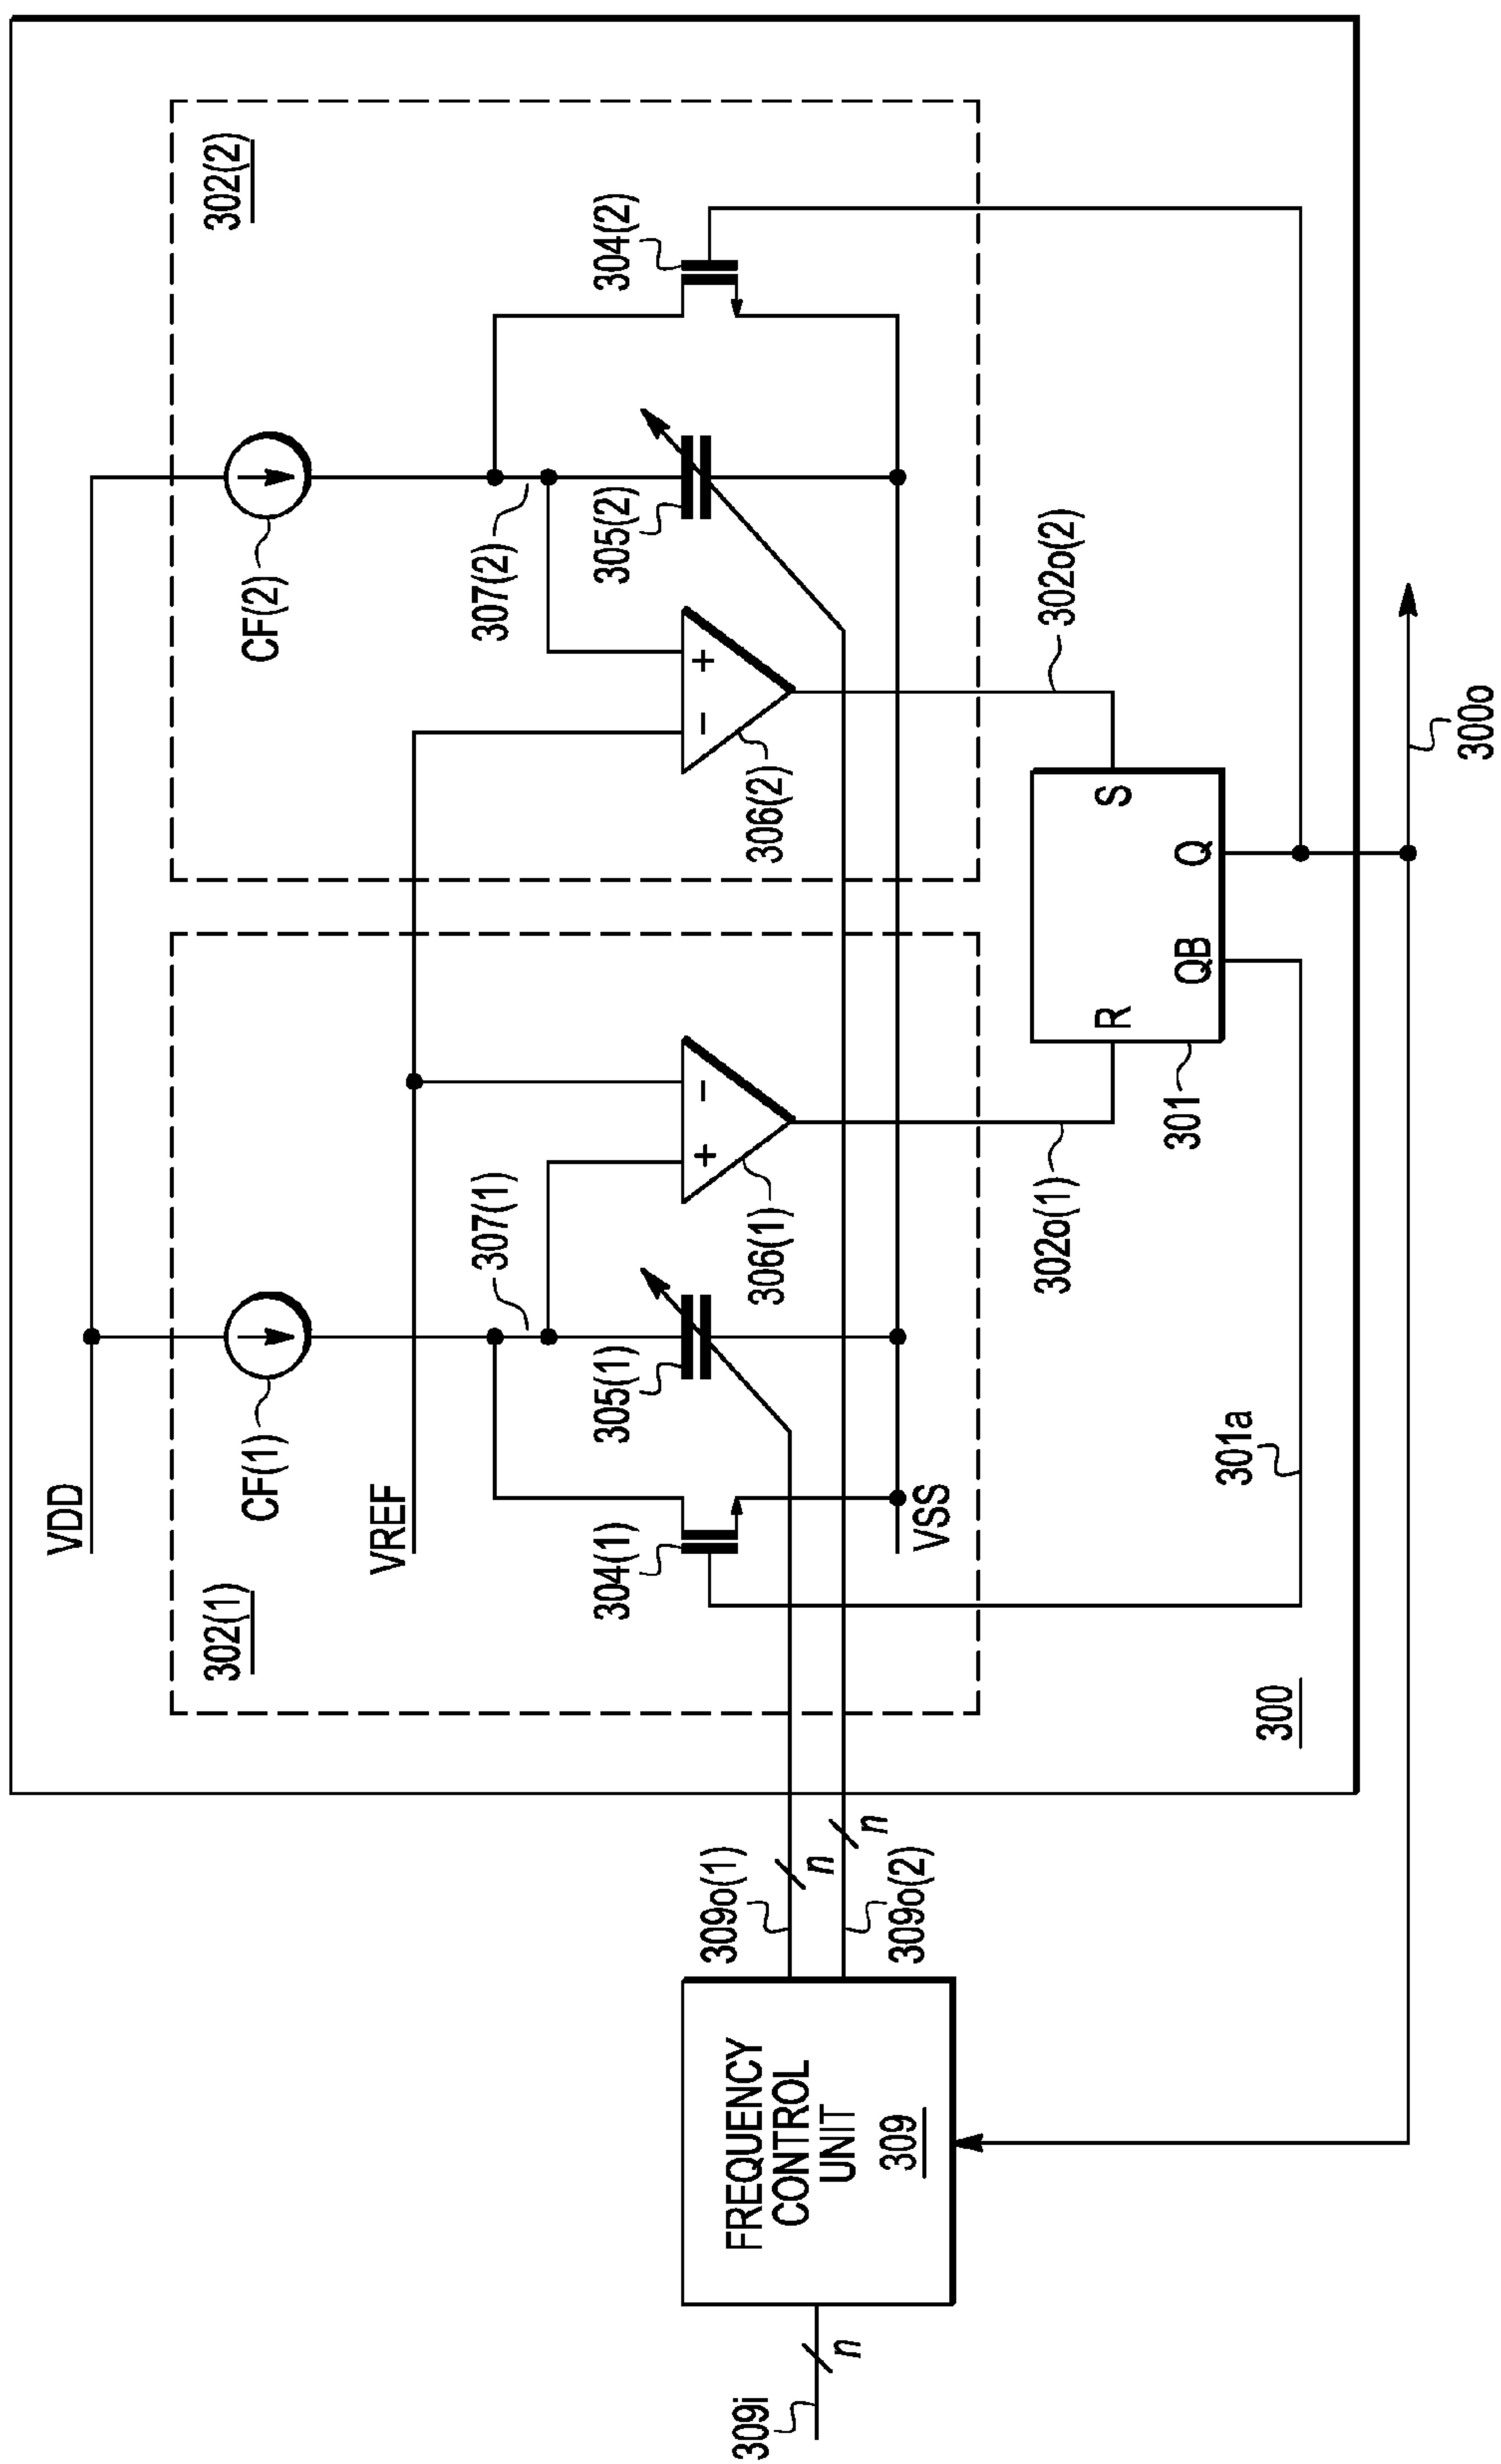 VDD
302(1)
302(2)
CF(1)
CF(2)
VREF
307(1)
307(2)
304(1)
305(1)
305(2)
304(2)
+
−
−
+
306(1)
306(2)
309o(1)
n
n
309o(2)
VSS
302o(1)
302o(2)
309i
n
FREQUENCY
CONTROL
UNIT
309
R
S
QB
Q
301
301a
300
300o